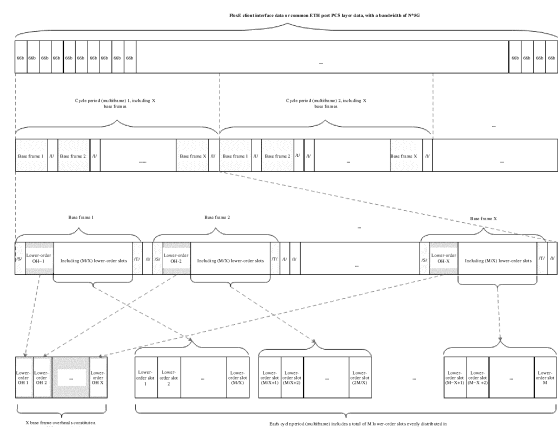 FlexE client interface data or common ETH port PCS layer data, with a bandwidth of N*5G
66b 66b 66b 66b 66b 66b 66b 66b 66b 66b ... 66b 66b 66b 66b
Cycle period (multiframe) 1, including X
base frames
Cycle period (multiframe) 2, including X
base frames
...
Base frame 1 /I/ Base frame 2 /I/ ... Base frame X /I/ Base frame 1 /I/ Base frame 2 /I/ ... Base frame X /I/ ...
Base frame 1
Base frame 2
...
Base frame X
/S/ Lower-order
OH-1
Including (M/X) lower-order slots
Lower-order
OH-2
Including (M/X) lower-order slots
...
Lower-order
OH-X
Including (M/X) lower-order slots
Lower-
order
OH 1
Lower-
order
OH 2
...
Lower-
order
OH X
Lower-
order slot
1
Lower-
order slot
2
...
Lower-
order slot
(M/X)
Lower-
order slot
(M/X+1)
Lower-
order slot
(M/X+2)
...
Lower-
order slot
(2M/X)
...
Lower-
order slot
(M-X+1)
Lower-
order slot
(M-X+2)
...
Lower-
order slot
M
X base frame overheads constitute
Each cycle period (multiframe) includes a total of M lower-order slots evenly distributed in